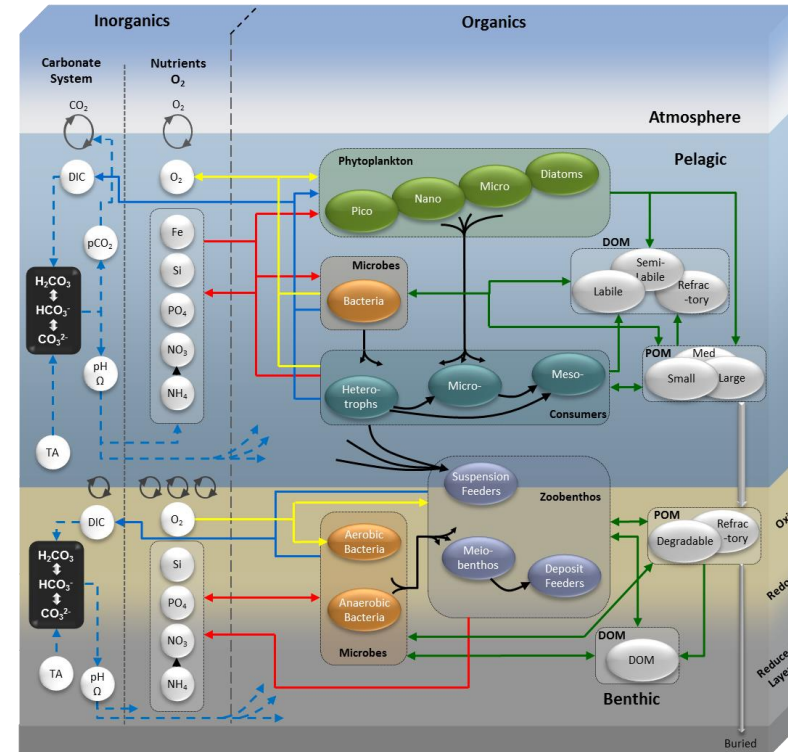 Inorganics
Organics
Carbonate
System
Nutrients
O₂
CO₂
O₂
Atmosphere
Pelagic
DIC
O₂
Phytoplankton
Pico
Nano
Micro
Diatoms
Fe
Si
PO₄
NO₃
NH₄
pCO₂
H₂CO₃
HCO₃⁻
CO₃²⁻
pH
Ω
TA
Microbes
Bacteria
DOM
Semi-
Labile
Labile
Refrac
-tory
POM
Med
Small
Large
Hetero-
trophs
Micro-
Meso-
Consumers
Suspension
Feeders
Zoobenthos
DIC
O₂
Si
PO₄
NO₃
NH₄
H₂CO₃
HCO₃⁻
CO₃²⁻
TA
pH
Ω
Aerobic
Bacteria
Anaerobic
Bacteria
Microbes
Meio-
benthos
Deposit
Feeders
POM
Degradable
Refrac
-tory
DOM
DOM
Benthic
Oxi
Redo
Reduce
Laye
Buried